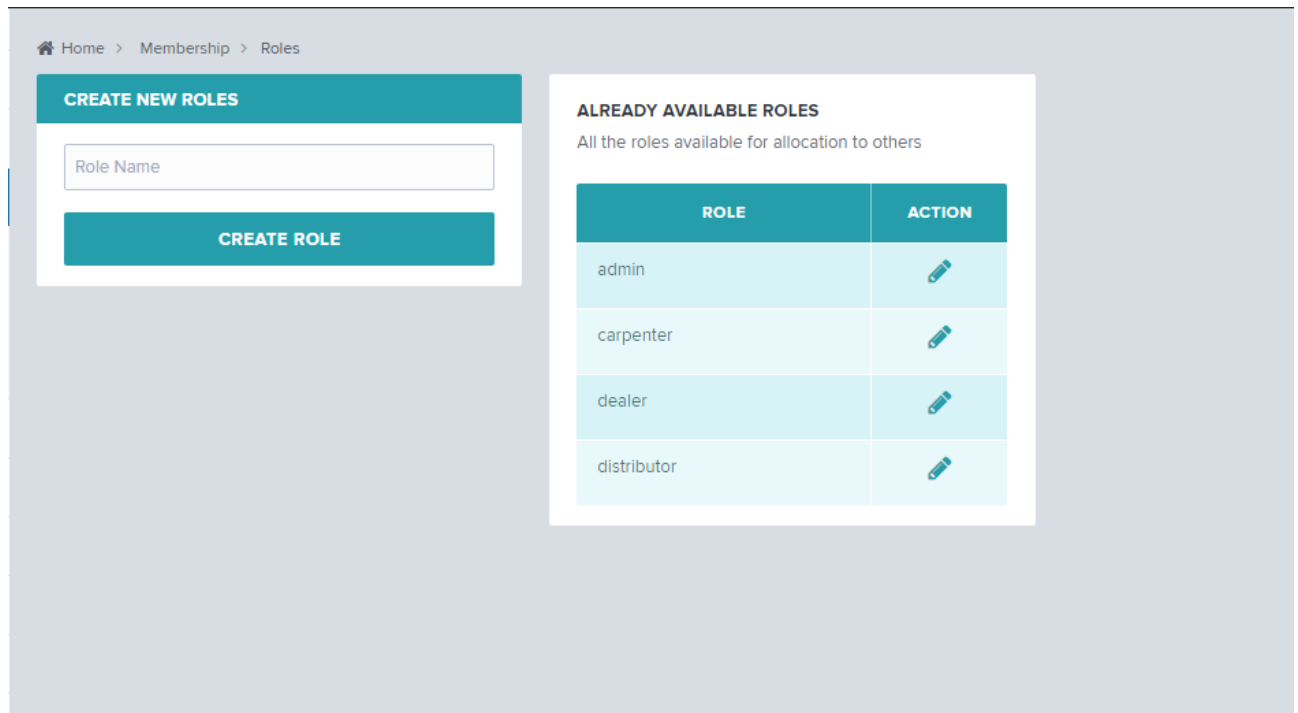 Home > Membership > Roles
CREATE NEW ROLES
Role Name
CREATE ROLE
ALREADY AVAILABLE ROLES
All the roles available for allocation to others
ROLE ACTION
admin
carpenter
dealer
distributor